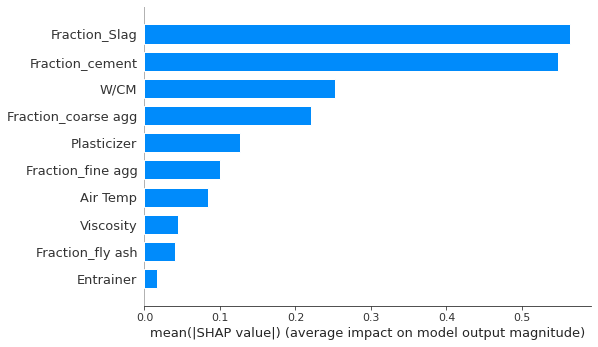 Fraction_Slag
Fraction_cement
W/CM
Fraction_coarse agg
Plasticizer
Fraction_fine agg
Air Temp
Viscosity
Fraction_fly ash
Entrainer
0.0 0.1 0.2 0.3 0.4 0.5
mean(|SHAP value|) (average impact on model output magnitude)